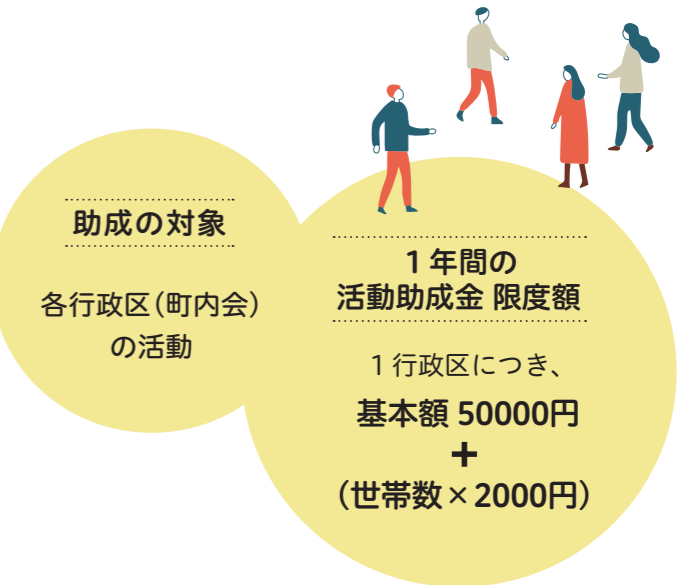 助成の対象
各行政区(町内会)
の活動
1年間の
活動助成金 限度額
1行政区につき、
基本額 50000円
+
(世帯数×2000円)